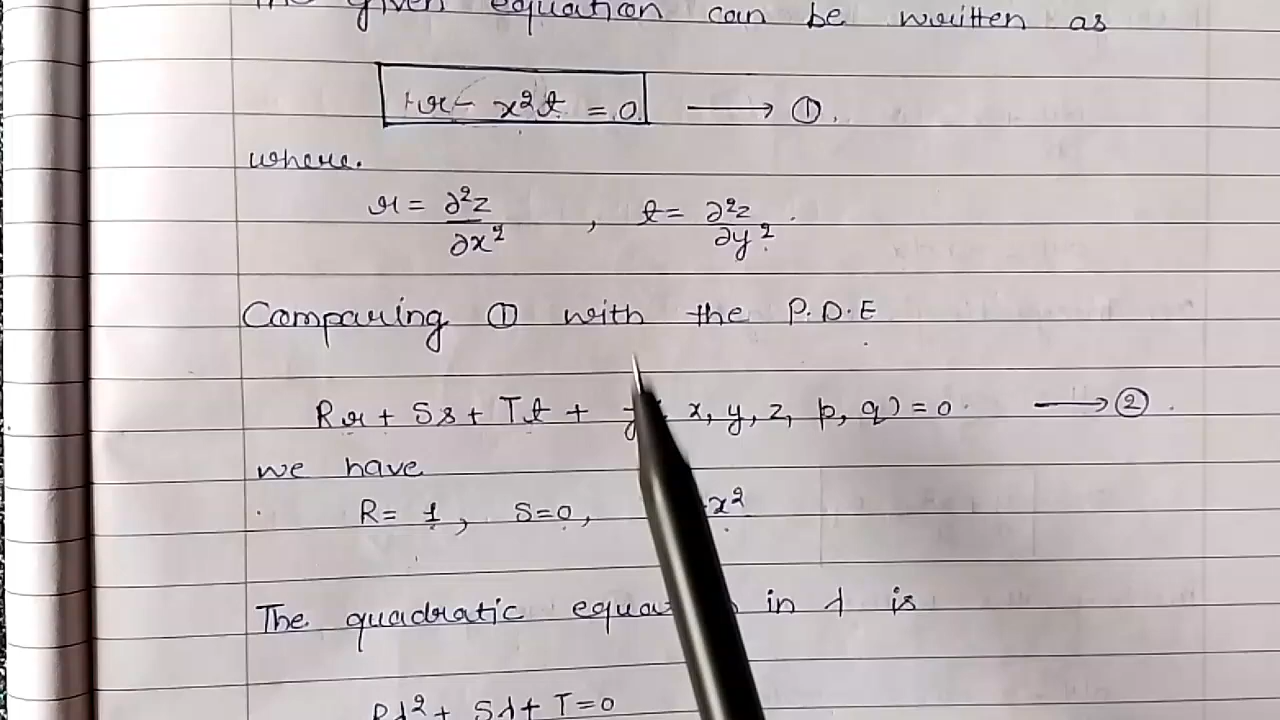 The given equation can be written as
r - x²t = 0 ⟶ ①.
where.
r = ∂²z/∂x² , t = ∂²z/∂y².
Comparing ① with the P.D.E
Rr + Ss + Tt + f( x, y, z, p, q) = 0. ⟶ ②.
we have
R = 1, S=0, x²
The quadratic in λ is
Rλ² + Sλ + T = 0